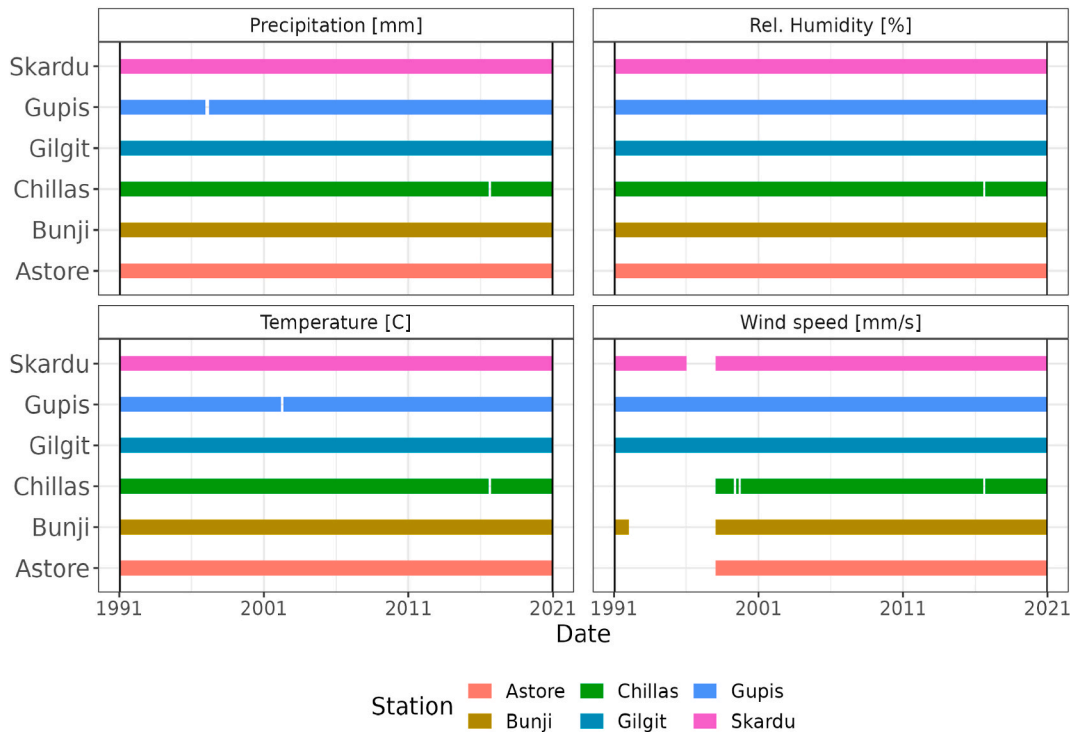 Precipitation [mm]
Rel. Humidity [%]
Skardu
Gupis
Gilgit
Chillas
Bunji
Astore
Temperature [C]
Wind speed [mm/s]
Skardu
Gupis
Gilgit
Chillas
Bunji
Astore
1991 2001 2011 2021 1991 2001 2011 2021
Date
Station
Astore Chillas Gupis
Bunji Gilgit Skardu